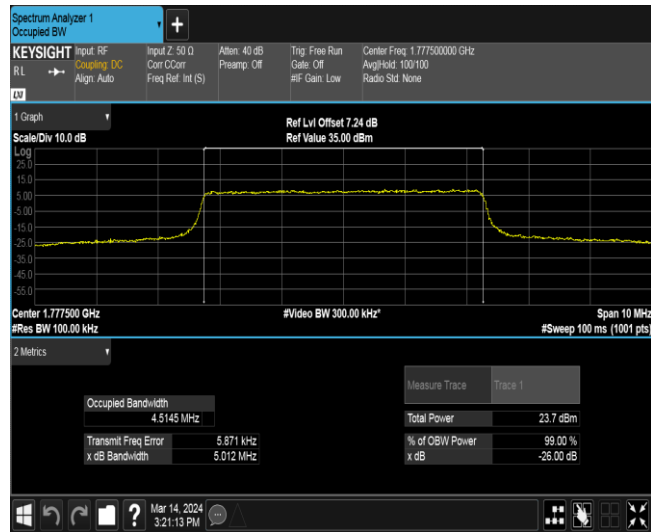 Spectrum Analyzer 1
Occupied BW
+
KEYSIGHT
RL
LXI
Input: RF
Coupling: DC
Align: Auto
Input Z: 50 Ω
Corr CCorr
Freq Ref: Int (S)
Atten: 40 dB
Preamp: Off
Trig: Free Run
Gate: Off
#IF Gain: Low
Center Freq: 1.777500000 GHz
Avg|Hold: 100/100
Radio Std: None
1 Graph
Scale/Div 10.0 dB
Ref Lvl Offset 7.24 dB
Ref Value 35.00 dBm
Log
25.0
15.0
5.00
-5.00
-15.0
-25.0
-35.0
-45.0
-55.0
Center 1.777500 GHz
#Res BW 100.00 kHz
#Video BW 300.00 kHz*
Span 10 MHz
#Sweep 100 ms (1001 pts)
2 Metrics
Measure Trace Trace 1
Occupied Bandwidth
4.5145 MHz
Total Power 23.7 dBm
Transmit Freq Error 5.871 kHz
% of OBW Power 99.00 %
x dB Bandwidth 5.012 MHz
x dB -26.00 dB
?
Mar 14, 2024
3:21:13 PM